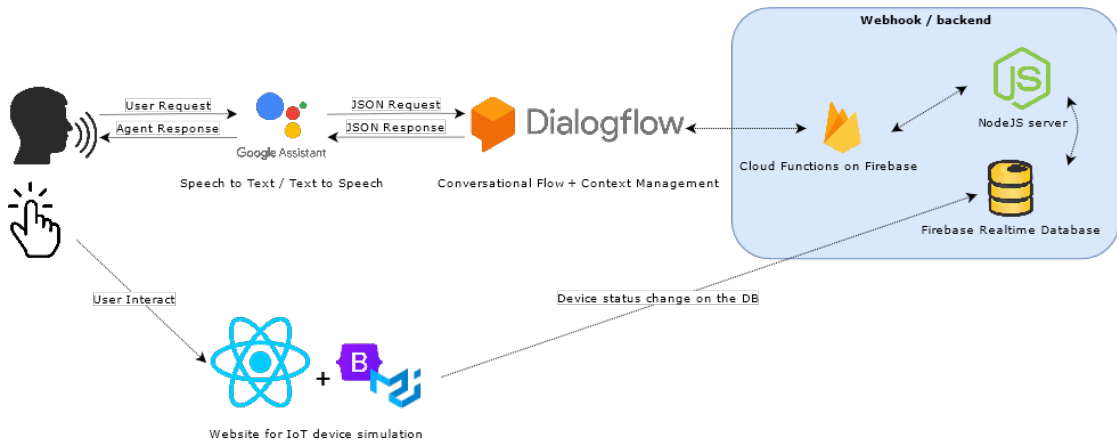 Webhook / backend
User Request
Agent Response
Google Assistant
Speech to Text / Text to Speech
JSON Request
JSON Response
Dialogflow
Conversational Flow + Context Management
Cloud Functions on Firebase
JS
NodeJS server
Firebase Realtime Database
User Interact
Device status change on the DB
+
B
Website for IoT device simulation